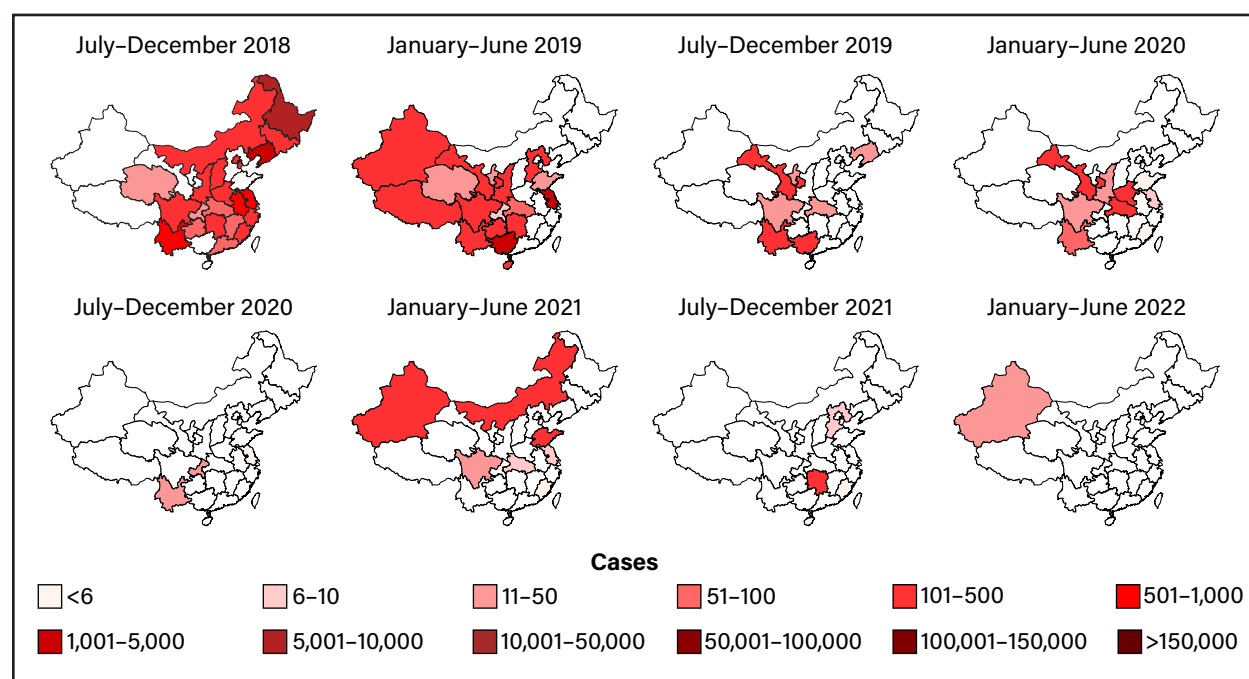 July–December 2018
January–June 2019
July–December 2019
January–June 2020
July–December 2020
January–June 2021
July–December 2021
January–June 2022
Cases
<6
6–10
11–50
51–100
101–500
501–1,000
1,001–5,000
5,001–10,000
10,001–50,000
50,001–100,000
100,001–150,000
>150,000